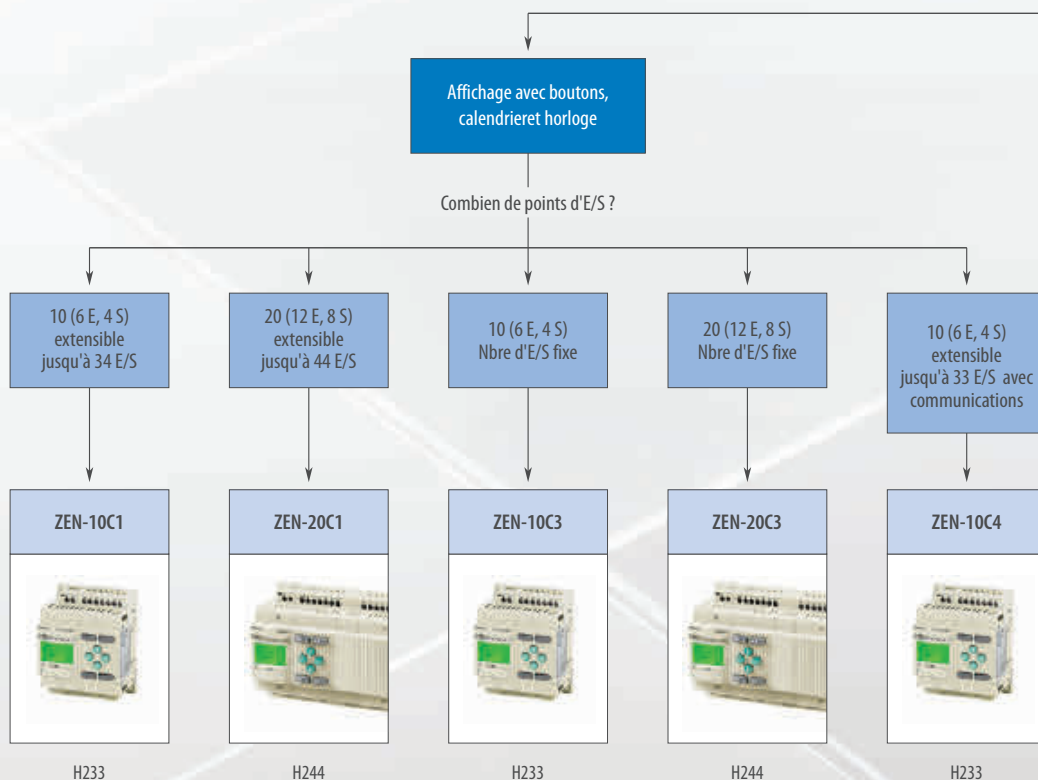 Affichage avec boutons,
calendrieret horloge
Combien de points d'E/S ?
10 (6 E, 4 S)
extensible
jusqu'à 34 E/S
20 (12 E, 8 S)
extensible
jusqu'à 44 E/S
10 (6 E, 4 S)
Nbre d'E/S fixe
20 (12 E, 8 S)
Nbre d'E/S fixe
10 (6 E, 4 S)
extensible
jusqu'à 33 E/S avec
communications
ZEN-10C1
ZEN-20C1
ZEN-10C3
ZEN-20C3
ZEN-10C4
H233
H244
H233
H244
H233